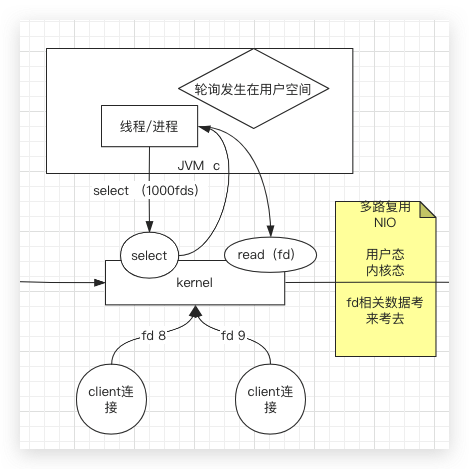 轮询发生在用户空间
线程/进程
JVM c
select （1000fds）
select
read（fd）
kernel
fd 8
fd 9
client连
接
client连
接
多路复用
NIO
用户态
内核态
fd相关数据考
来考去